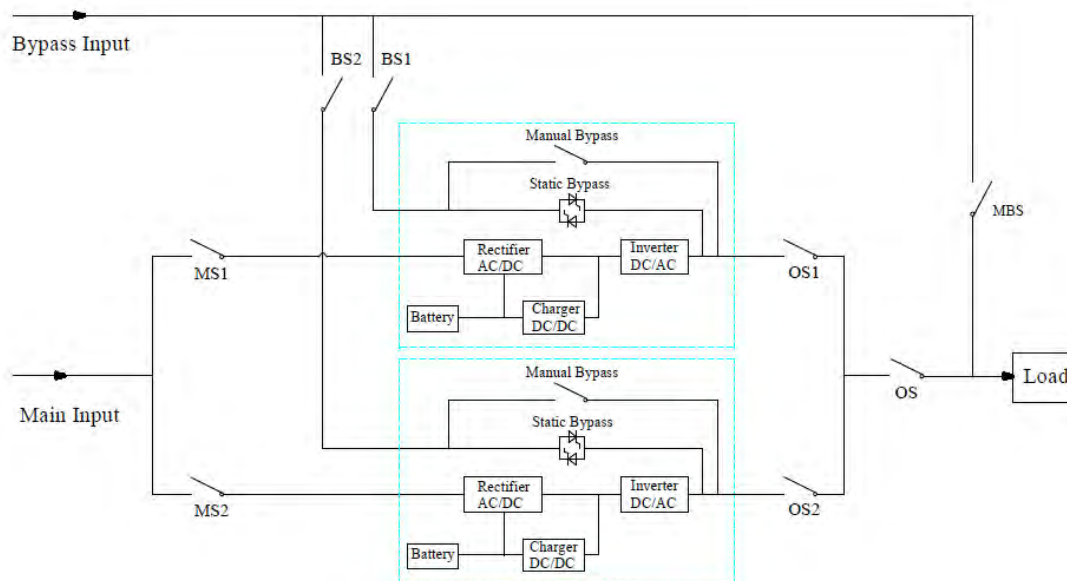 Bypass Input
BS2
BS1
Manual Bypass
Static Bypass
MBS
MS1
Rectifier
AC/DC
Inverter
DC/AC
OS1
Battery
Charger
DC/DC
Main Input
Manual Bypass
OS
Load
Static Bypass
MS2
Rectifier
AC/DC
Inverter
DC/AC
OS2
Battery
Charger
DC/DC